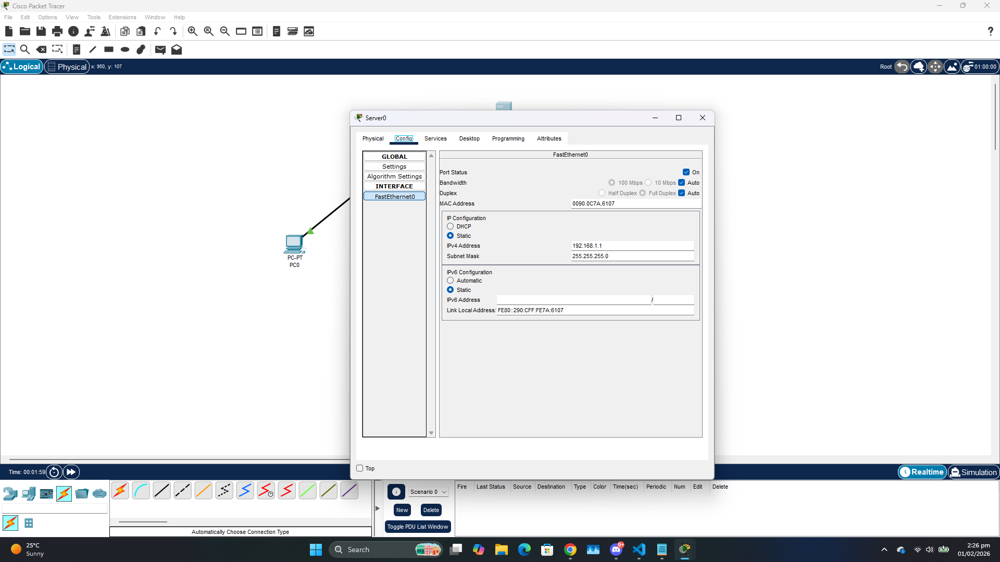 Cisco Packet Tracer
File Edit Options View Tools Extensions Window Help
?
Logical Physical x: 950, y: 107 Root 01:00:00
Server0
Physical Config Services Desktop Programming Attributes
GLOBAL
Settings
Algorithm Settings
INTERFACE
FastEthernet0
FastEthernet0
Port Status On
Bandwidth 100 Mbps 10 Mbps Auto
Duplex Half Duplex Full Duplex Auto
MAC Address 0090.0C7A.6107
IP Configuration
DHCP
Static
IPv4 Address 192.168.1.1
Subnet Mask 255.255.255.0
IPv6 Configuration
Automatic
Static
IPv6 Address /
Link Local Address: FE80::290:CFF:FE7A:6107
Top
PC-PT
PC0
Time: 00:01:59 Realtime Simulation
Automatically Choose Connection Type
Scenario 0
New Delete
Toggle PDU List Window
Fire Last Status Source Destination Type Color Time(sec) Periodic Num Edit Delete
25°C
Sunny
Search
9+
2:26 pm
01/02/2026